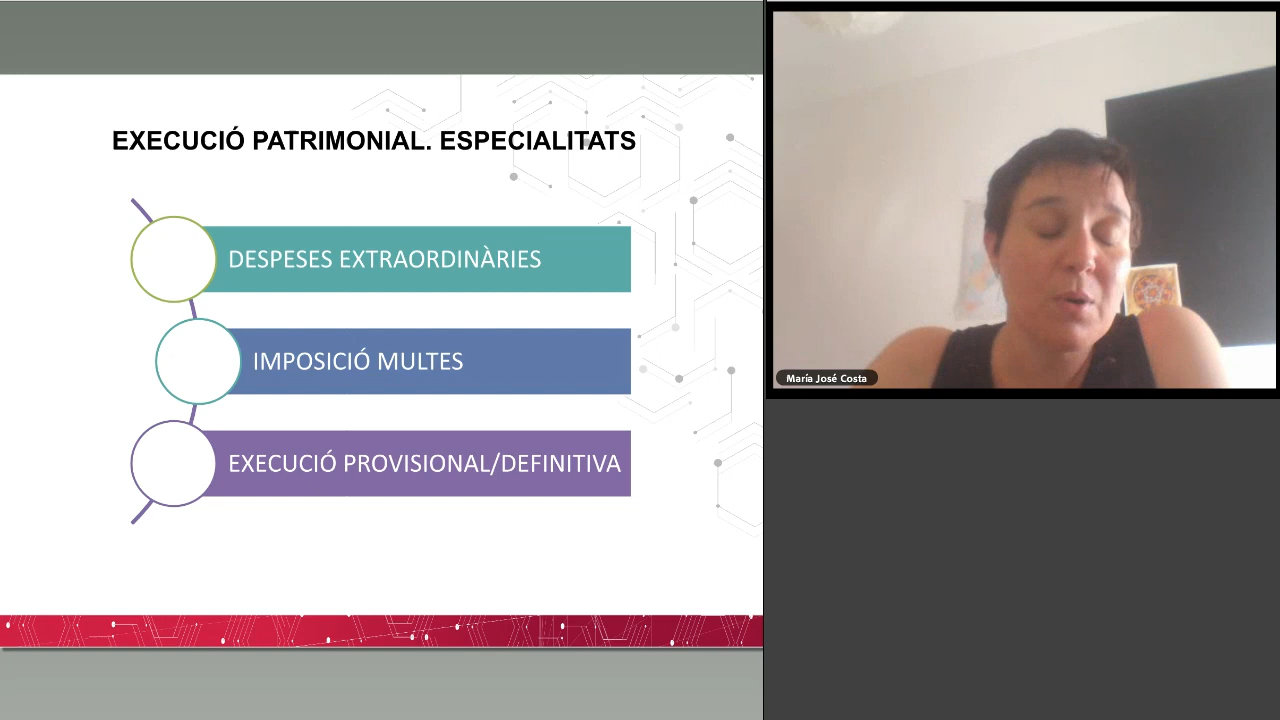 EXECUCIÓ PATRIMONIAL. ESPECIALITATS
DESPESES EXTRAORDINÀRIES
IMPOSICIÓ MULTES
EXECUCIÓ PROVISIONAL/DEFINITIVA
María José Costa